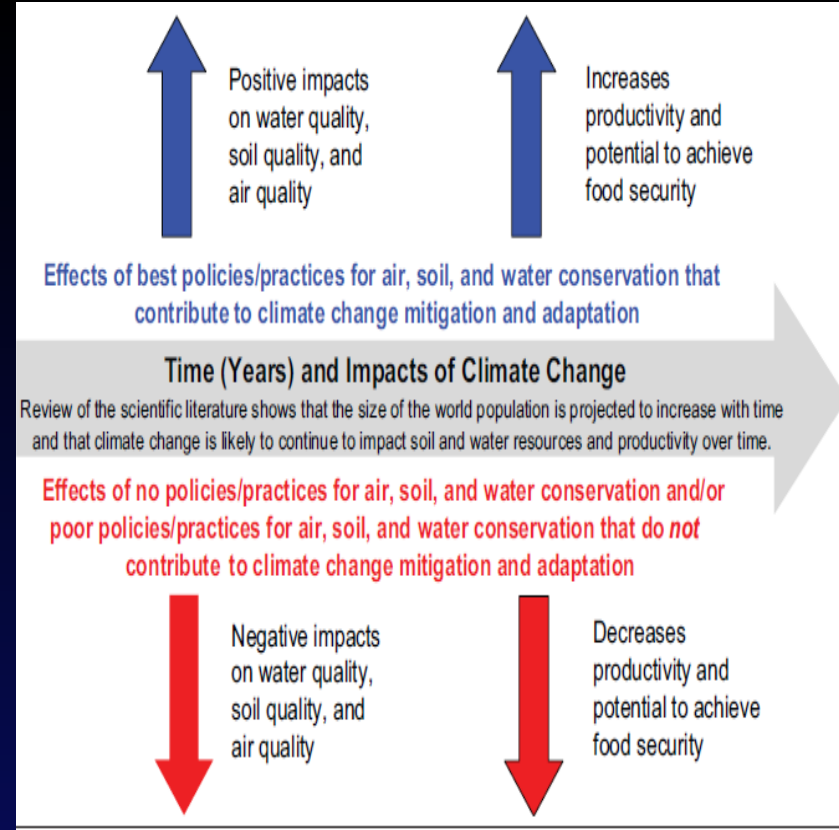 Positive impacts
on water quality,
soil quality, and
air quality
Increases
productivity and
potential to achieve
food security
Effects of best policies/practices for air, soil, and water conservation that
contribute to climate change mitigation and adaptation
Time (Years) and Impacts of Climate Change
Review of the scientific literature shows that the size of the world population is projected to increase with time
and that climate change is likely to continue to impact soil and water resources and productivity over time.
Effects of no policies/practices for air, soil, and water conservation and/or
poor policies/practices for air, soil, and water conservation that do not
contribute to climate change mitigation and adaptation
Negative impacts
on water quality,
soil quality, and
air quality
Decreases
productivity and
potential to achieve
food security